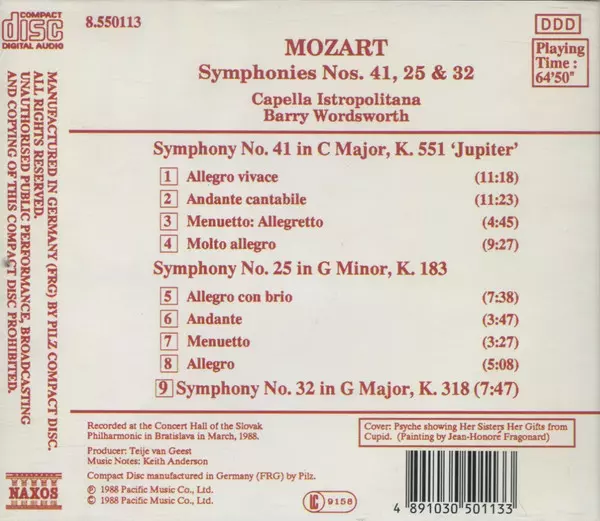 COMPACT
disc
DIGITAL AUDIO
8.550113
DDD
MOZART
Symphonies Nos. 41, 25 & 32
Playing
Time :
64'50"
Capella Istropolitana
Barry Wordsworth
Symphony No. 41 in C Major, K. 551 ‘Jupiter’
1 Allegro vivace (11:18)
2 Andante cantabile (11:23)
3 Menuetto: Allegretto (4:45)
4 Molto allegro (9:27)
Symphony No. 25 in G Minor, K. 183
5 Allegro con brio (7:38)
6 Andante (3:47)
7 Menuetto (3:27)
8 Allegro (5:08)
9 Symphony No. 32 in G Major, K. 318 (7:47)
MANUFACTURED IN GERMANY (FRG) BY PILZ COMPACT DISC.
ALL RIGHTS RESERVED.
UNAUTHORISED PUBLIC PERFORMANCE, BROADCASTING
AND COPYING OF THIS COMPACT DISC PROHIBITED.
Recorded at the Concert Hall of the Slovak
Philharmonic in Bratislava in March, 1988.
Producer: Teije van Geest
Music Notes: Keith Anderson
Compact Disc manufactured in Germany (FRG) by Pilz.
℗ 1988 Pacific Music Co., Ltd.
© 1988 Pacific Music Co., Ltd.
Cover: Psyche showing Her Sisters Her Gifts from
Cupid. (Painting by Jean-Honoré Fragonard)
NAXOS
LC 9158
4 891030 501133